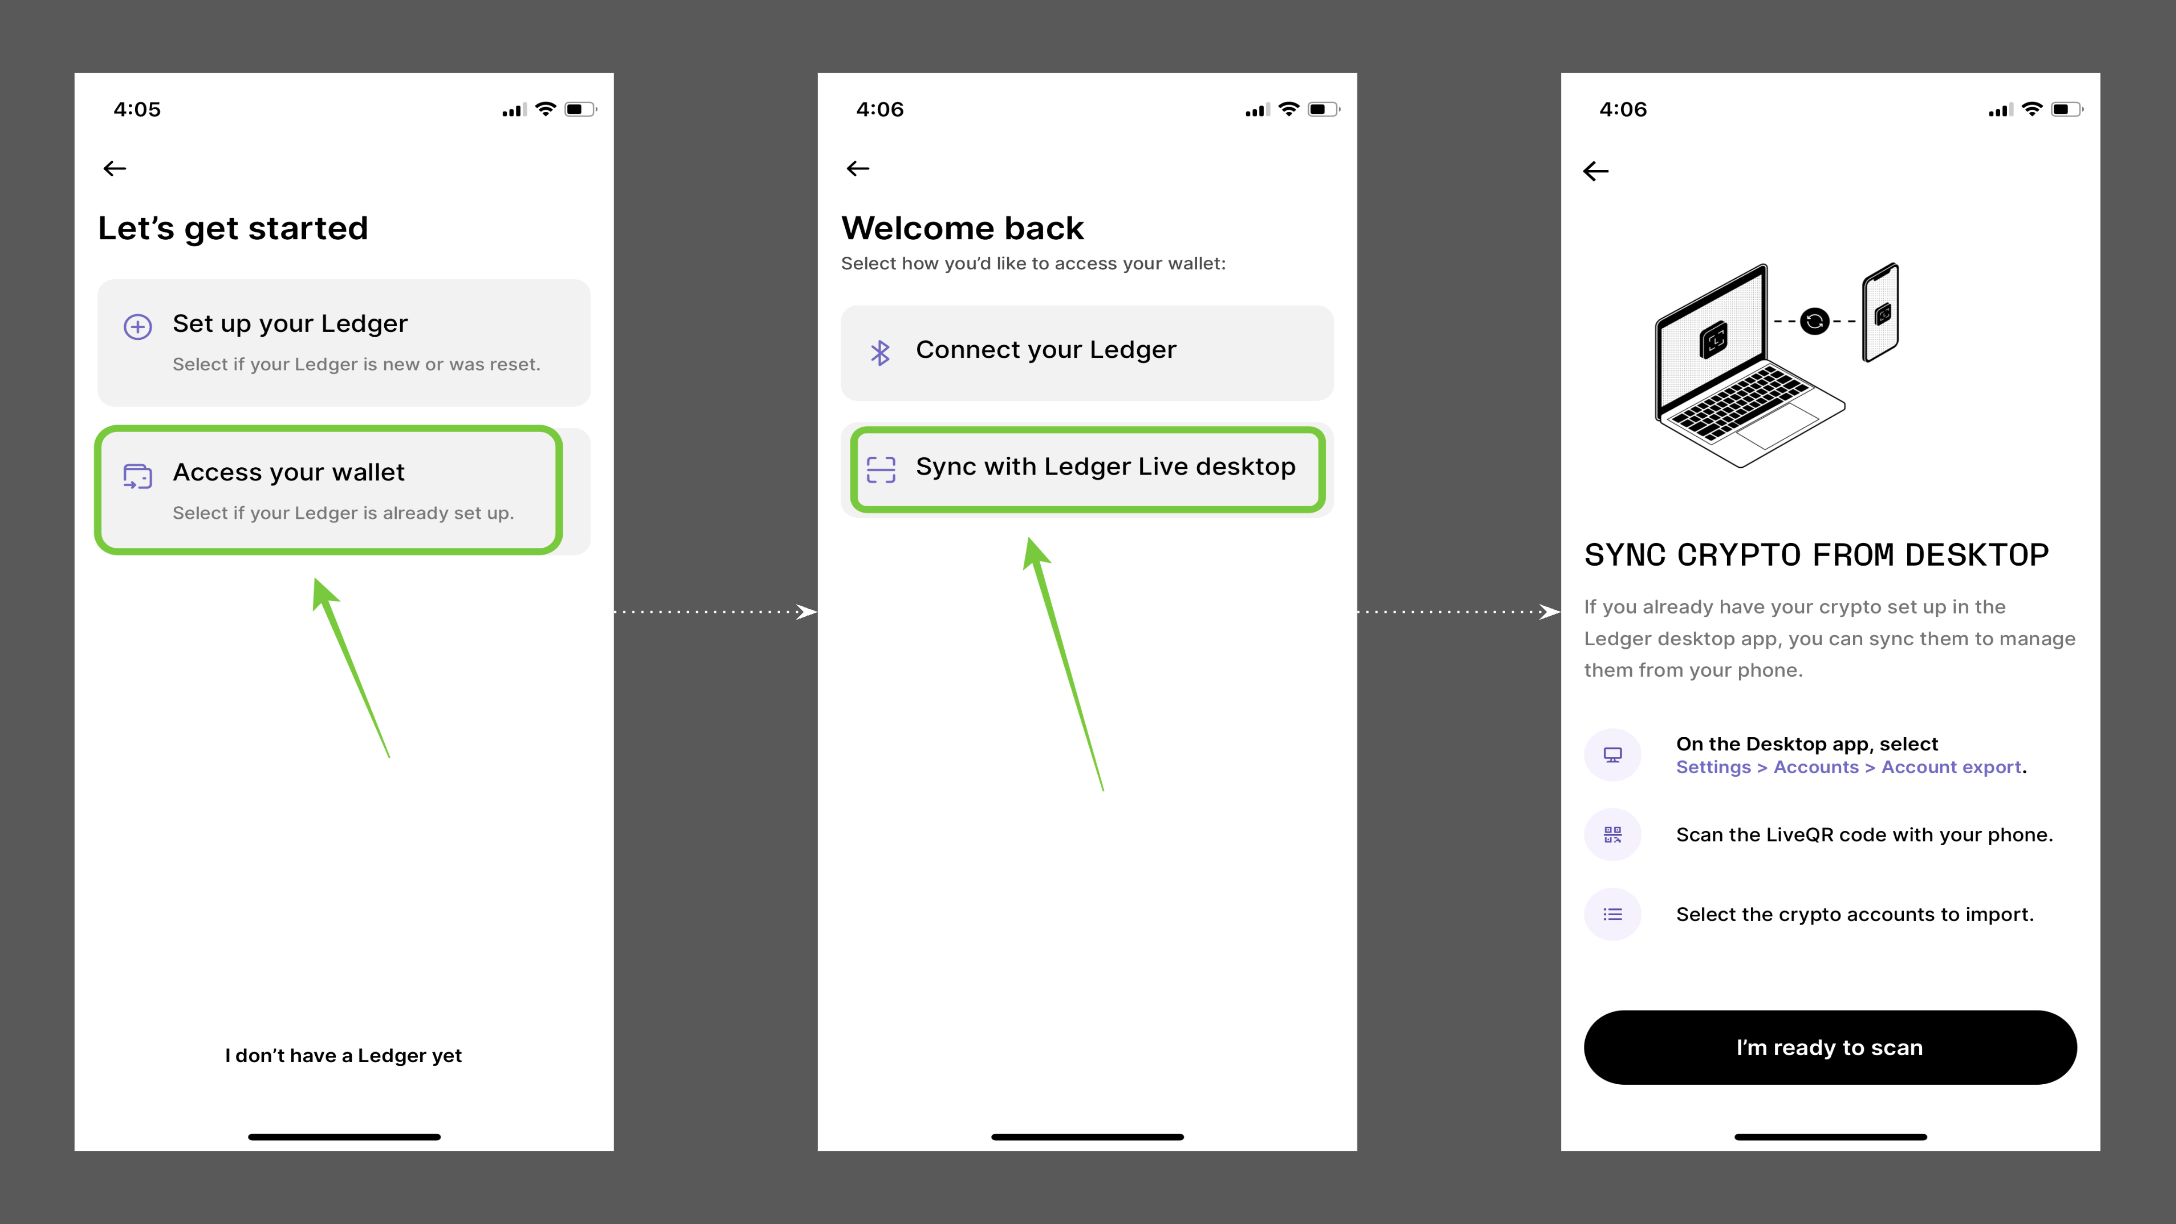 4:05
Let’s get started
Set up your Ledger
Select if your Ledger is new or was reset.
Access your wallet
Select if your Ledger is already set up.
I don’t have a Ledger yet
4:06
Welcome back
Select how you’d like to access your wallet:
Connect your Ledger
Sync with Ledger Live desktop
4:06
SYNC CRYPTO FROM DESKTOP
If you already have your crypto set up in the
Ledger desktop app, you can sync them to manage
them from your phone.
On the Desktop app, select
Settings > Accounts > Account export.
Scan the LiveQR code with your phone.
Select the crypto accounts to import.
I’m ready to scan